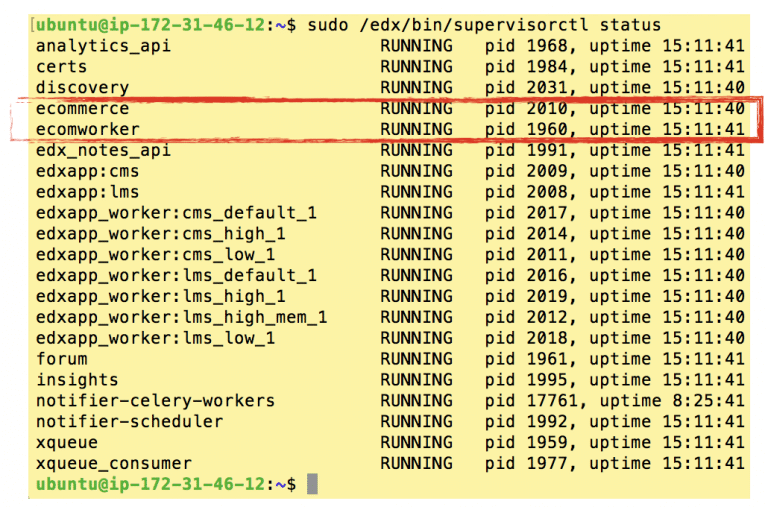 [ubuntu@ip-172-31-46-12:~$ sudo /edx/bin/supervisorctl status
analytics_api                    RUNNING   pid 1968, uptime 15:11:41
certs                            RUNNING   pid 1984, uptime 15:11:41
discovery                        RUNNING   pid 2031, uptime 15:11:40
ecommerce                        RUNNING   pid 2010, uptime 15:11:40
ecomworker                       RUNNING   pid 1960, uptime 15:11:41
edx_notes_api                    RUNNING   pid 1991, uptime 15:11:41
edxapp:cms                       RUNNING   pid 2009, uptime 15:11:40
edxapp:lms                       RUNNING   pid 2008, uptime 15:11:41
edxapp_worker:cms_default_1      RUNNING   pid 2017, uptime 15:11:40
edxapp_worker:cms_high_1         RUNNING   pid 2014, uptime 15:11:40
edxapp_worker:cms_low_1          RUNNING   pid 2011, uptime 15:11:40
edxapp_worker:lms_default_1      RUNNING   pid 2016, uptime 15:11:40
edxapp_worker:lms_high_1         RUNNING   pid 2019, uptime 15:11:40
edxapp_worker:lms_high_mem_1     RUNNING   pid 2012, uptime 15:11:40
edxapp_worker:lms_low_1          RUNNING   pid 2018, uptime 15:11:40
forum                            RUNNING   pid 1961, uptime 15:11:41
insights                         RUNNING   pid 1995, uptime 15:11:41
notifier-celery-workers          RUNNING   pid 17761, uptime 8:25:41
notifier-scheduler               RUNNING   pid 1992, uptime 15:11:41
xqueue                           RUNNING   pid 1959, uptime 15:11:41
xqueue_consumer                  RUNNING   pid 1977, uptime 15:11:41
ubuntu@ip-172-31-46-12:~$